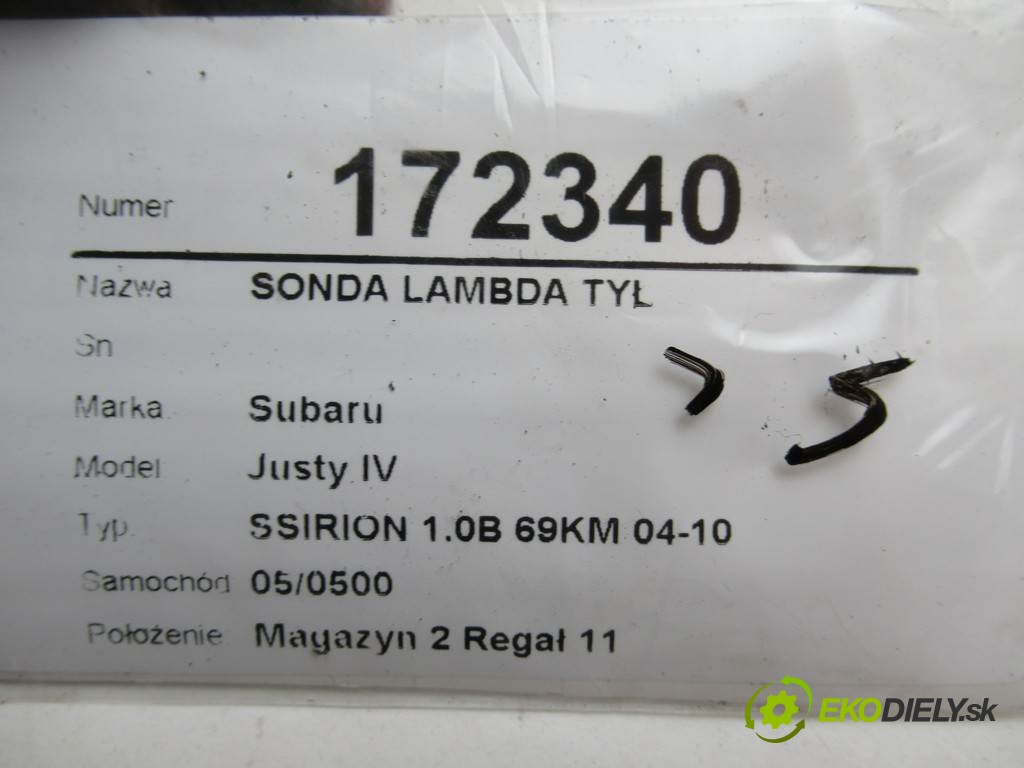 Numer 172340
Nazwa SONDA LAMBDA TYŁ
Sn
Marka Subaru
Model Justy IV
Typ SSIRION 1.0B 69KM 04-10
Samochód 05/0500
Położenie Magazyn 2 Regał 11
EKODIELY.sk